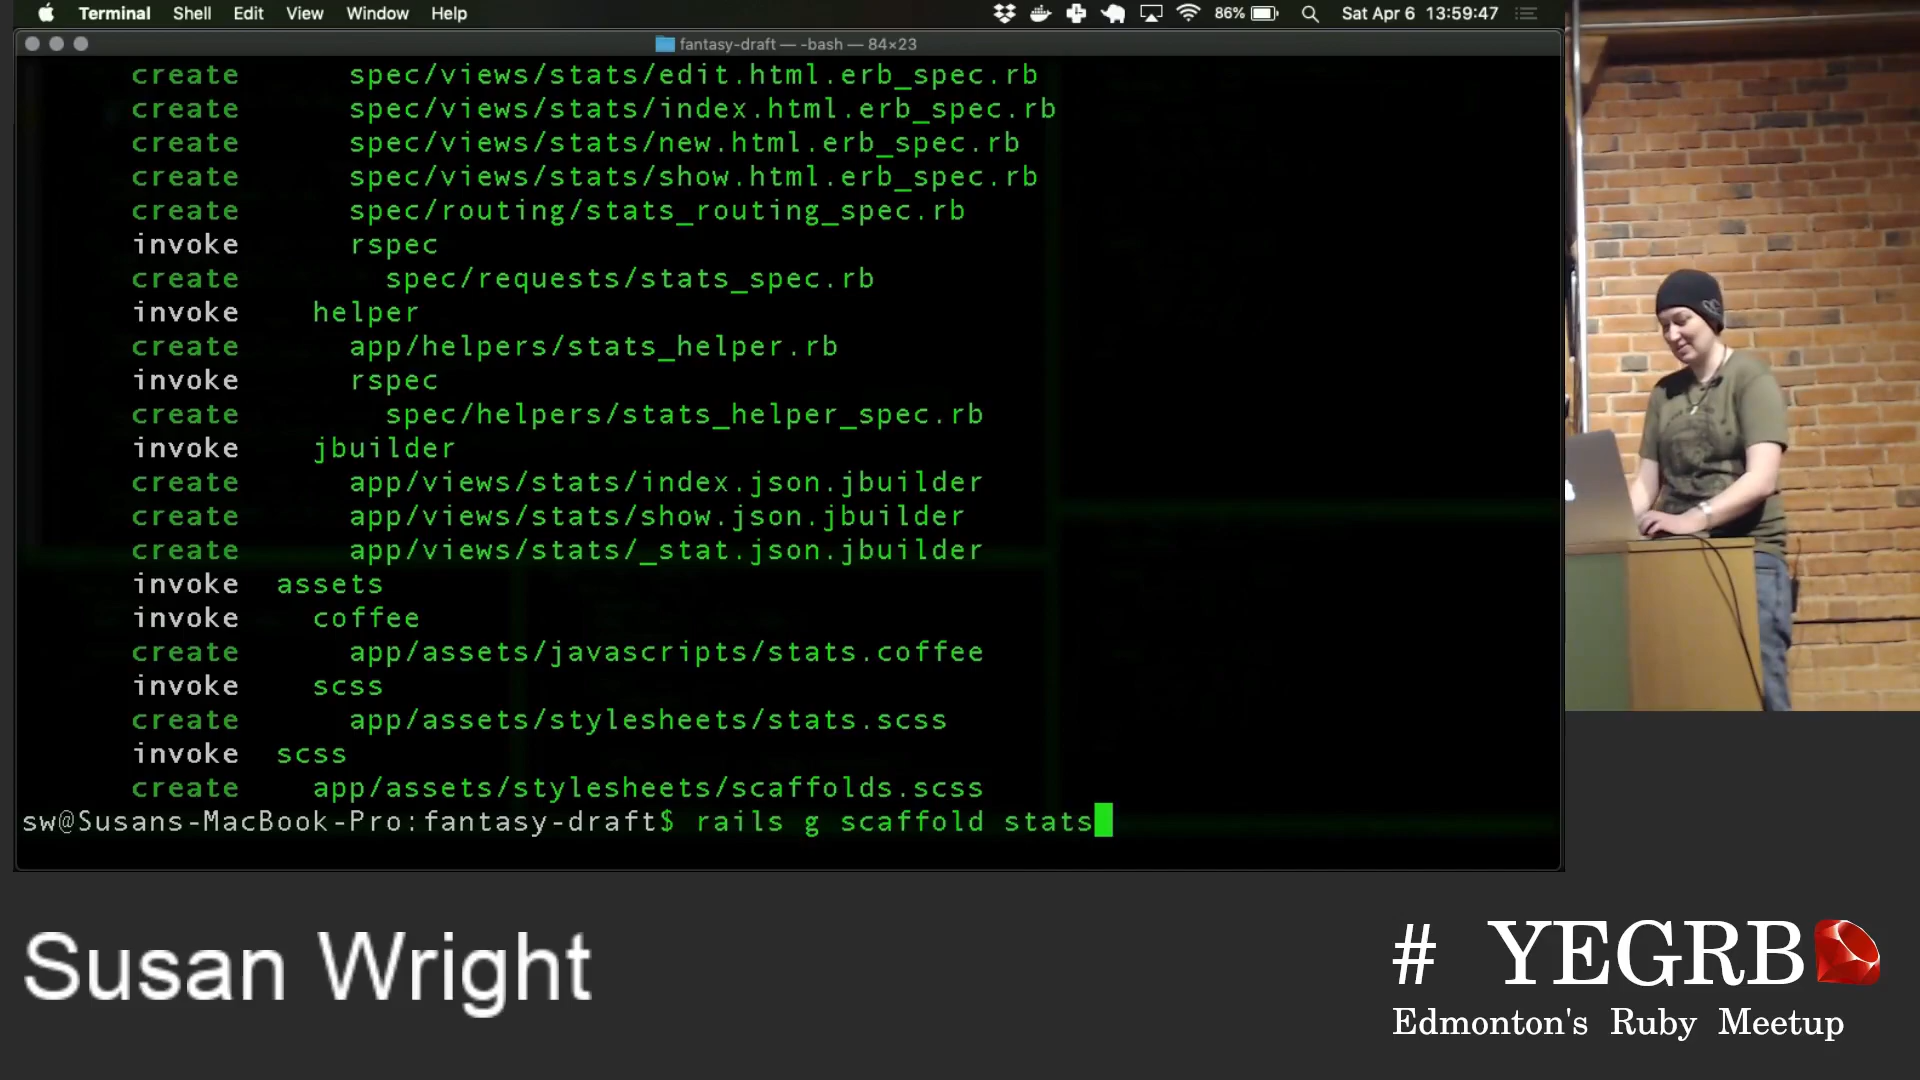 Terminal Shell Edit View Window Help 86% Sat Apr 6 13:59:47
fantasy-draft — -bash — 84×23
create spec/views/stats/edit.html.erb_spec.rb
create spec/views/stats/index.html.erb_spec.rb
create spec/views/stats/new.html.erb_spec.rb
create spec/views/stats/show.html.erb_spec.rb
create spec/routing/stats_routing_spec.rb
invoke rspec
create spec/requests/stats_spec.rb
invoke helper
create app/helpers/stats_helper.rb
invoke rspec
create spec/helpers/stats_helper_spec.rb
invoke jbuilder
create app/views/stats/index.json.jbuilder
create app/views/stats/show.json.jbuilder
create app/views/stats/_stat.json.jbuilder
invoke assets
invoke coffee
create app/assets/javascripts/stats.coffee
invoke scss
create app/assets/stylesheets/stats.scss
invoke scss
create app/assets/stylesheets/scaffolds.scss
sw@Susans-MacBook-Pro:fantasy-draft$ rails g scaffold stats
Susan Wright
# YEGRB
Edmonton's Ruby Meetup